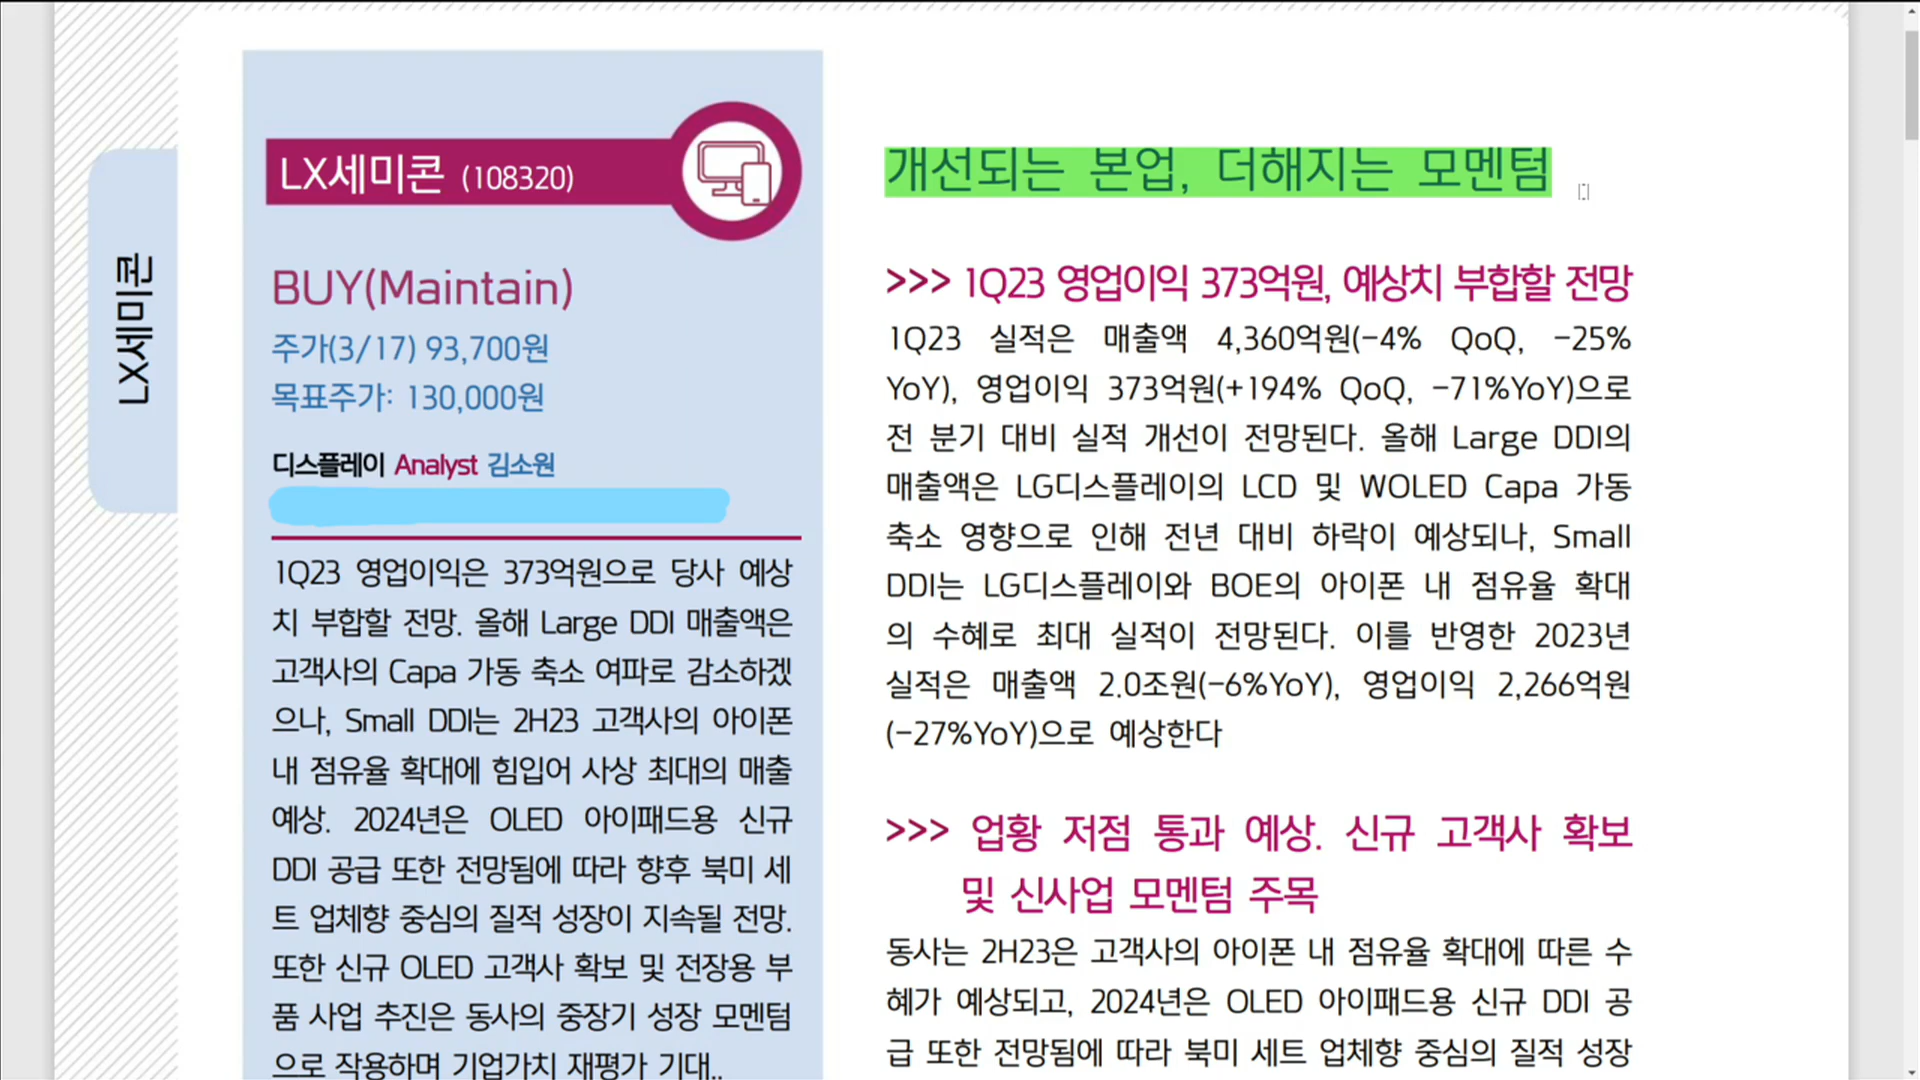 LX세미콘
LX세미콘 (108320)
BUY(Maintain)
주가(3/17) 93,700원
목표주가: 130,000원
디스플레이 Analyst 김소원
1Q23 영업이익은 373억원으로 당사 예상
치 부합할 전망. 올해 Large DDI 매출액은
고객사의 Capa 가동 축소 여파로 감소하겠
으나, Small DDI는 2H23 고객사의 아이폰
내 점유율 확대에 힘입어 사상 최대의 매출
예상. 2024년은 OLED 아이패드용 신규
DDI 공급 또한 전망됨에 따라 향후 북미 세
트 업체향 중심의 질적 성장이 지속될 전망.
또한 신규 OLED 고객사 확보 및 전장용 부
품 사업 추진은 동사의 중장기 성장 모멘텀
으로 작용하며 기업가치 재평가 기대..
개선되는 본업, 더해지는 모멘텀
>>> 1Q23 영업이익 373억원, 예상치 부합할 전망
1Q23 실적은 매출액 4,360억원(-4% QoQ, -25%
YoY), 영업이익 373억원(+194% QoQ, -71%YoY)으로
전 분기 대비 실적 개선이 전망된다. 올해 Large DDI의
매출액은 LG디스플레이의 LCD 및 WOLED Capa 가동
축소 영향으로 인해 전년 대비 하락이 예상되나, Small
DDI는 LG디스플레이와 BOE의 아이폰 내 점유율 확대
의 수혜로 최대 실적이 전망된다. 이를 반영한 2023년
실적은 매출액 2.0조원(-6%YoY), 영업이익 2,266억원
(-27%YoY)으로 예상한다
>>> 업황 저점 통과 예상. 신규 고객사 확보
및 신사업 모멘텀 주목
동사는 2H23은 고객사의 아이폰 내 점유율 확대에 따른 수
혜가 예상되고, 2024년은 OLED 아이패드용 신규 DDI 공
급 또한 전망됨에 따라 북미 세트 업체향 중심의 질적 성장